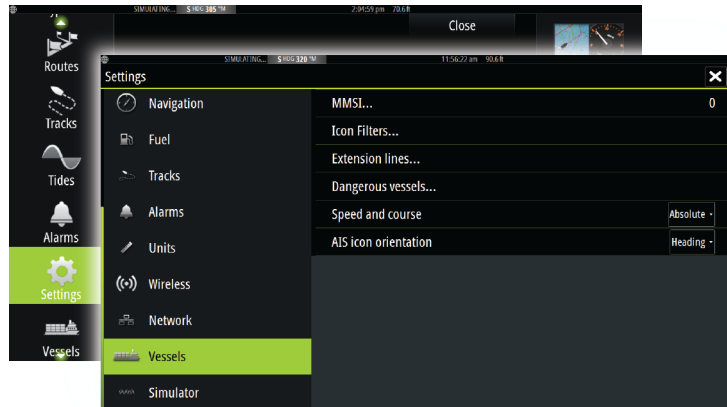 SIMULATING... S HDG 305 °M 2:04:59 pm 70.6 ft
Close
Routes
Tracks
Tides
Alarms
Settings
Vessels
SIMULATING... S HDG 320 °M 11:56:22 am 90.6 ft
Settings
Navigation
Fuel
Tracks
Alarms
Units
Wireless
Network
Vessels
Simulator
MMSI... 0
Icon Filters...
Extension lines...
Dangerous vessels...
Speed and course Absolute
AIS icon orientation Heading